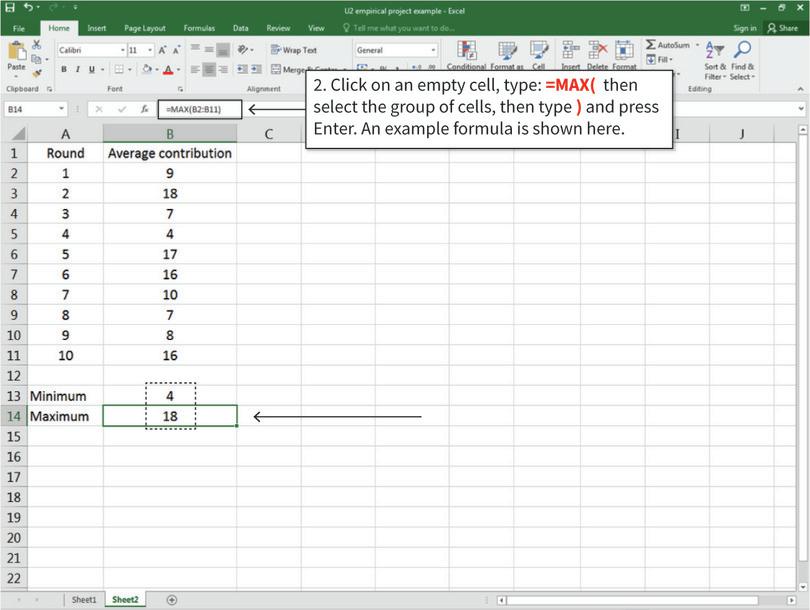 U2 empirical project example - Excel
File Home Insert Page Layout Formulas Data Review View Tell me what you want to do... Sign in Share
Calibri 11 A A Wrap Text General AutoSum
Fill
Paste B I U A Merge Conditional Format as Cell Insert Delete Format Sort & Find &
Filter Select
Clipboard Font Alignment Editing
2. Click on an empty cell, type: =MAX( then
select the group of cells, then type ) and press
Enter. An example formula is shown here.
B14 fx =MAX(B2:B11)
A B C I J
1 Round Average contribution
2 1 9
3 2 18
4 3 7
5 4 4
6 5 17
7 6 16
8 7 10
9 8 7
10 9 8
11 10 16
12
13 Minimum 4
14 Maximum 18
15
16
17
18
19
20
21
22
Sheet1 Sheet2